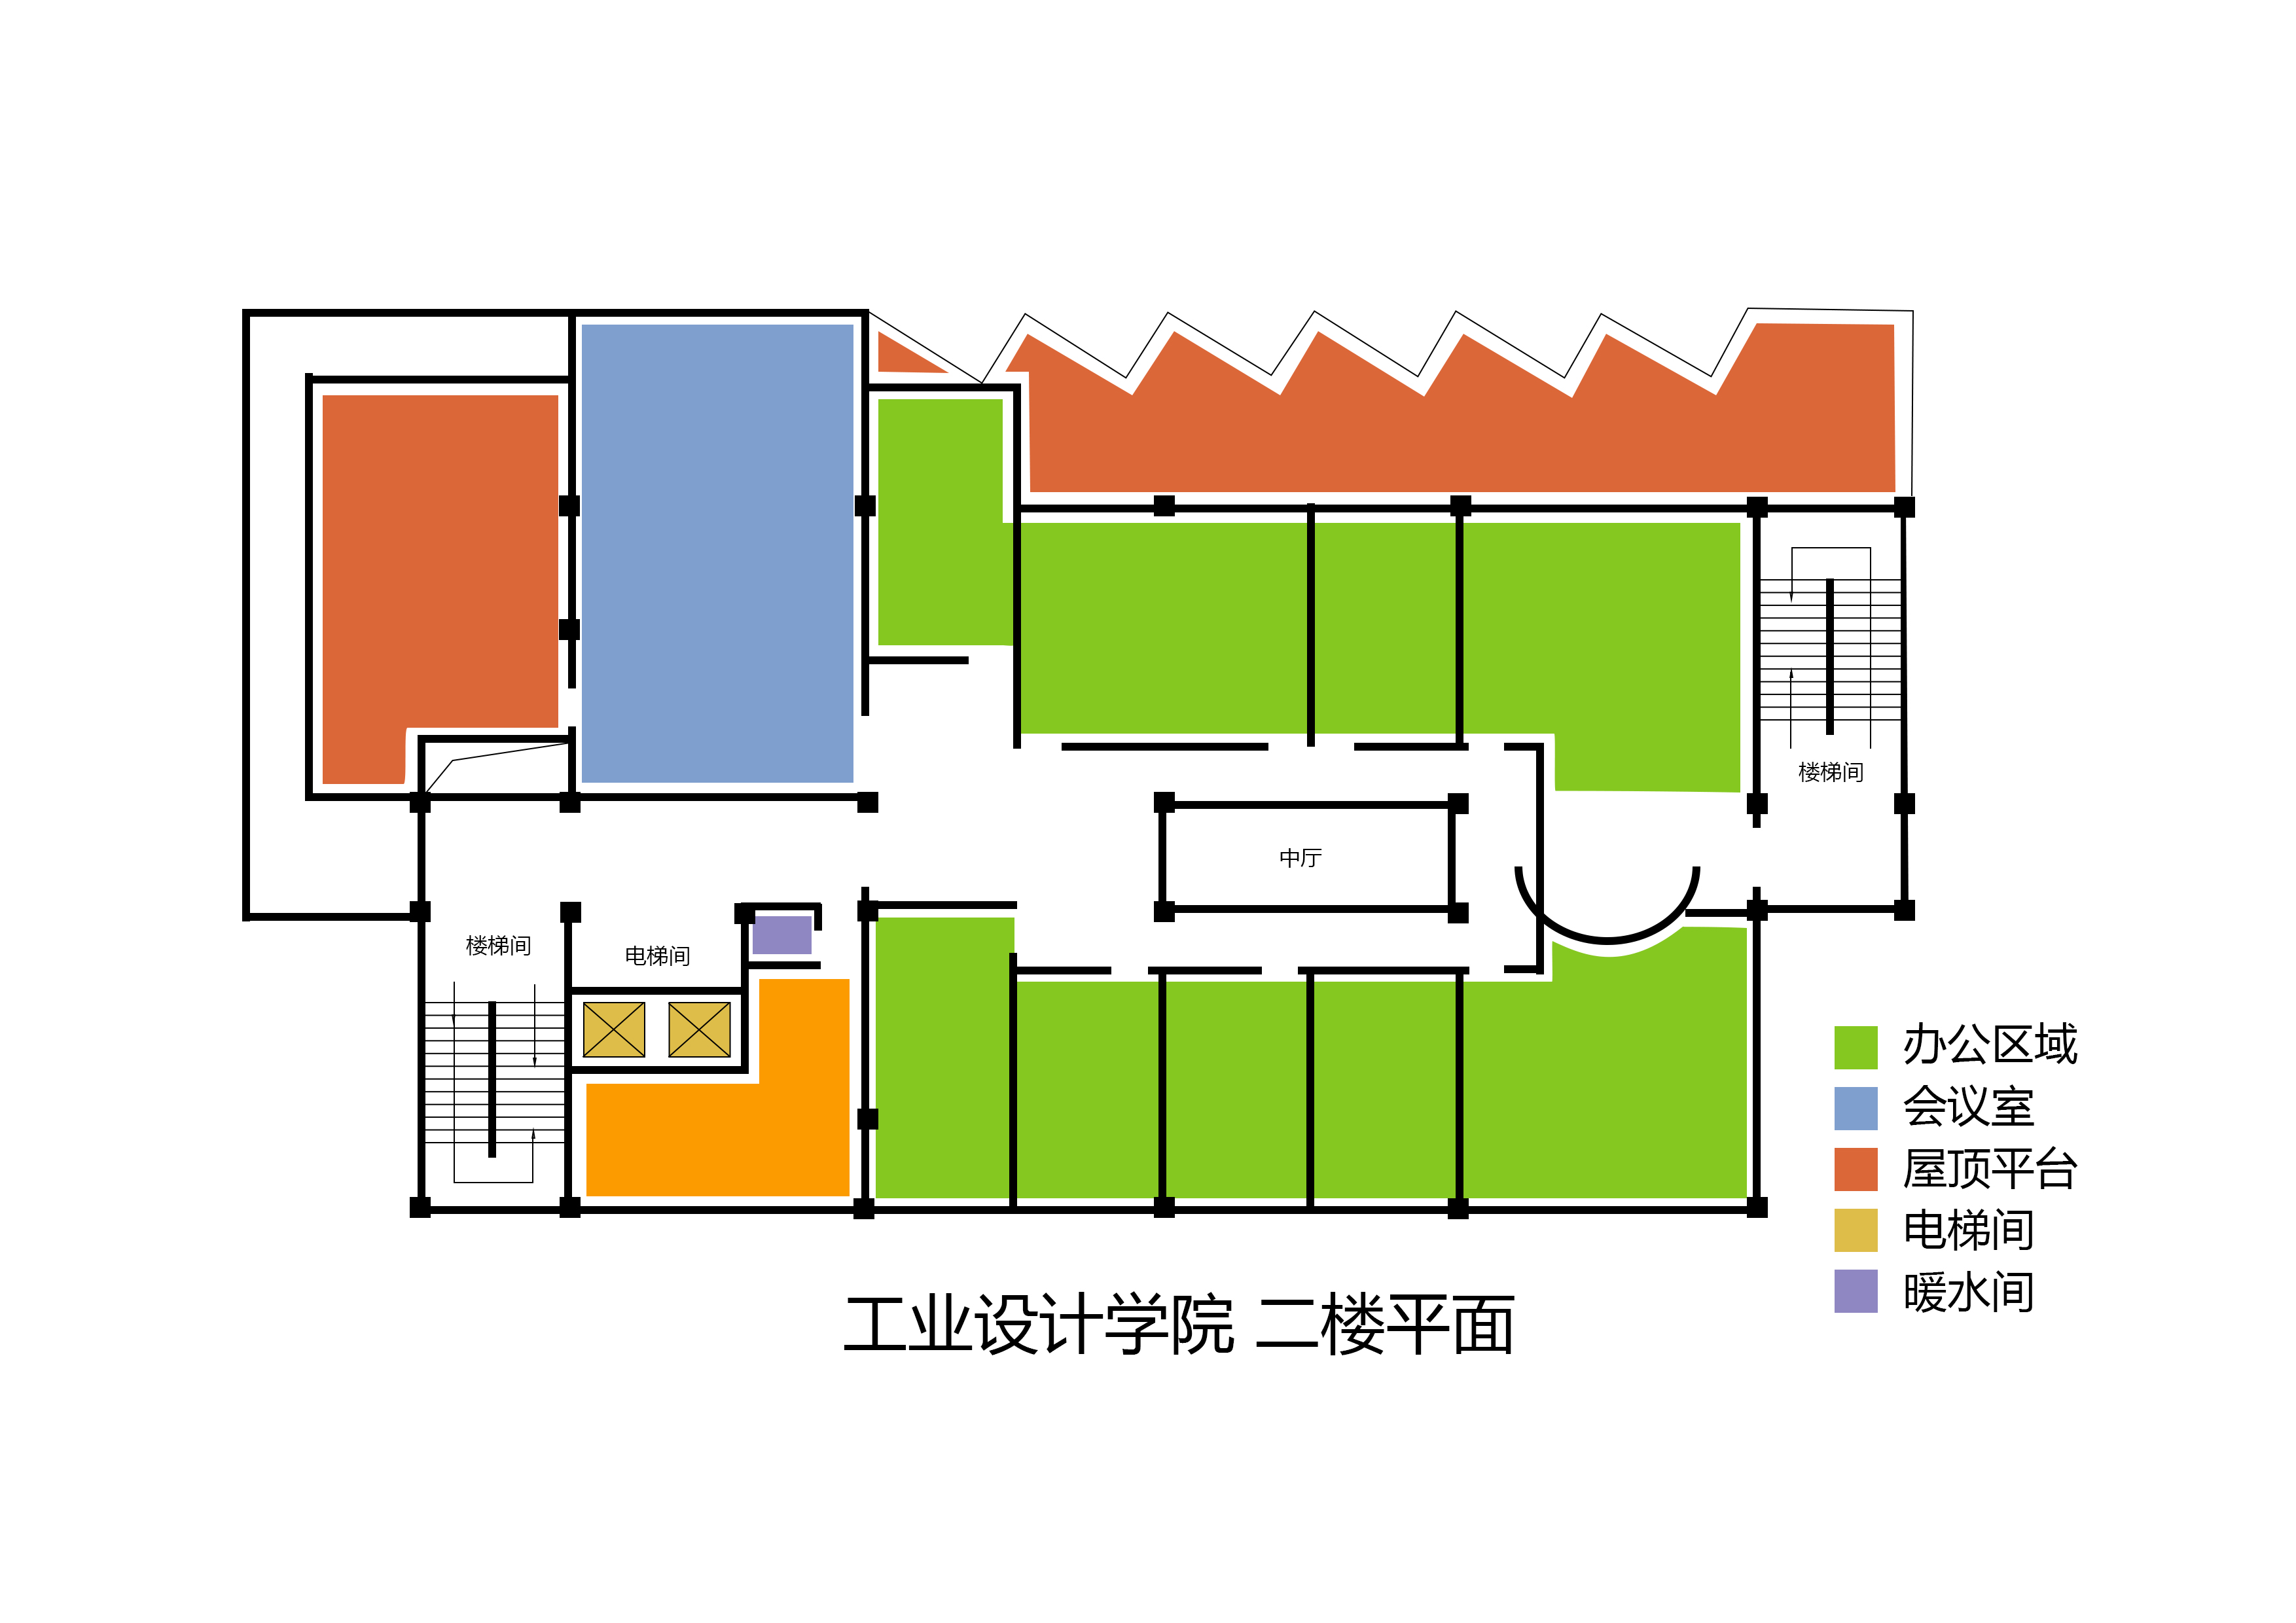 楼梯间
中厅
楼梯间
电梯间
办公区域
会议室
屋顶平台
电梯间
暖水间
工业设计学院 二楼平面